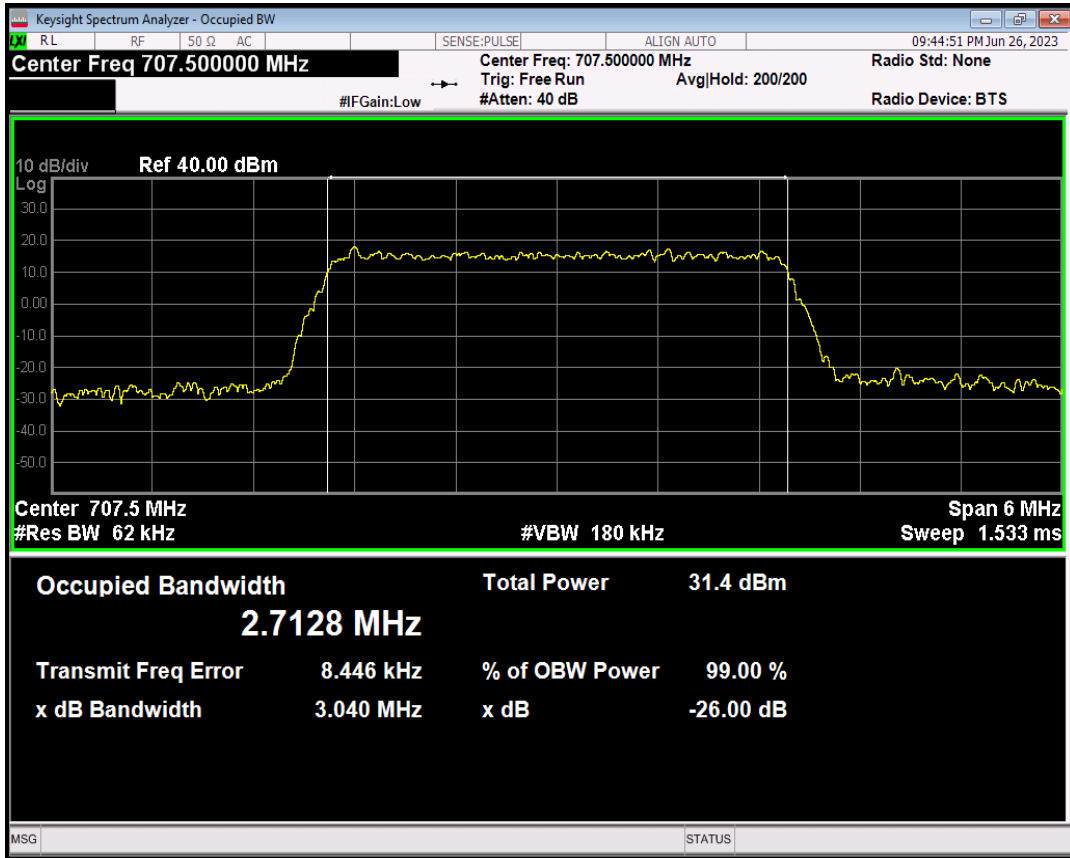 Keysight Spectrum Analyzer - Occupied BW
LXI RL RF 50 Ω AC SENSE:PULSE ALIGN AUTO 09:44:51 PM Jun 26, 2023
Center Freq 707.500000 MHz Center Freq: 707.500000 MHz Radio Std: None
Trig: Free Run Avg|Hold: 200/200
#IFGain:Low #Atten: 40 dB Radio Device: BTS
10 dB/div Ref 40.00 dBm
Log
30.0
20.0
10.0
0.00
-10.0
-20.0
-30.0
-40.0
-50.0
Center 707.5 MHz Span 6 MHz
#Res BW 62 kHz #VBW 180 kHz Sweep 1.533 ms
Occupied Bandwidth Total Power 31.4 dBm
2.7128 MHz
Transmit Freq Error 8.446 kHz % of OBW Power 99.00 %
x dB Bandwidth 3.040 MHz x dB -26.00 dB
MSG STATUS